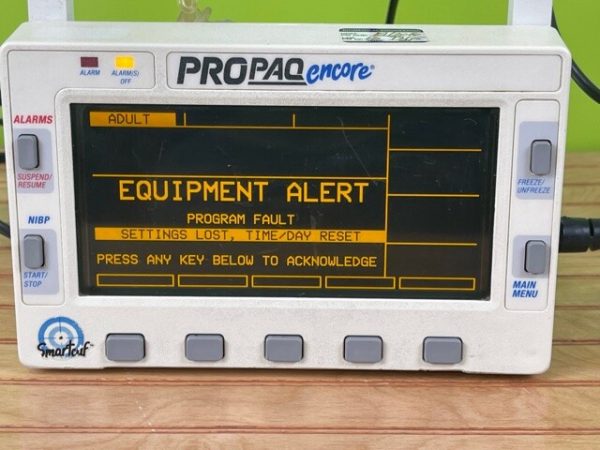 PROPAQ encore®
ALARM
ALARM(S)
OFF
ALARMS
SUSPEND/
RESUME
NIBP
START/
STOP
ADULT
EQUIPMENT ALERT
PROGRAM FAULT
SETTINGS LOST, TIME/DAY RESET
PRESS ANY KEY BELOW TO ACKNOWLEDGE
FREEZE/
UNFREEZE
MAIN
MENU
Smartcuf™